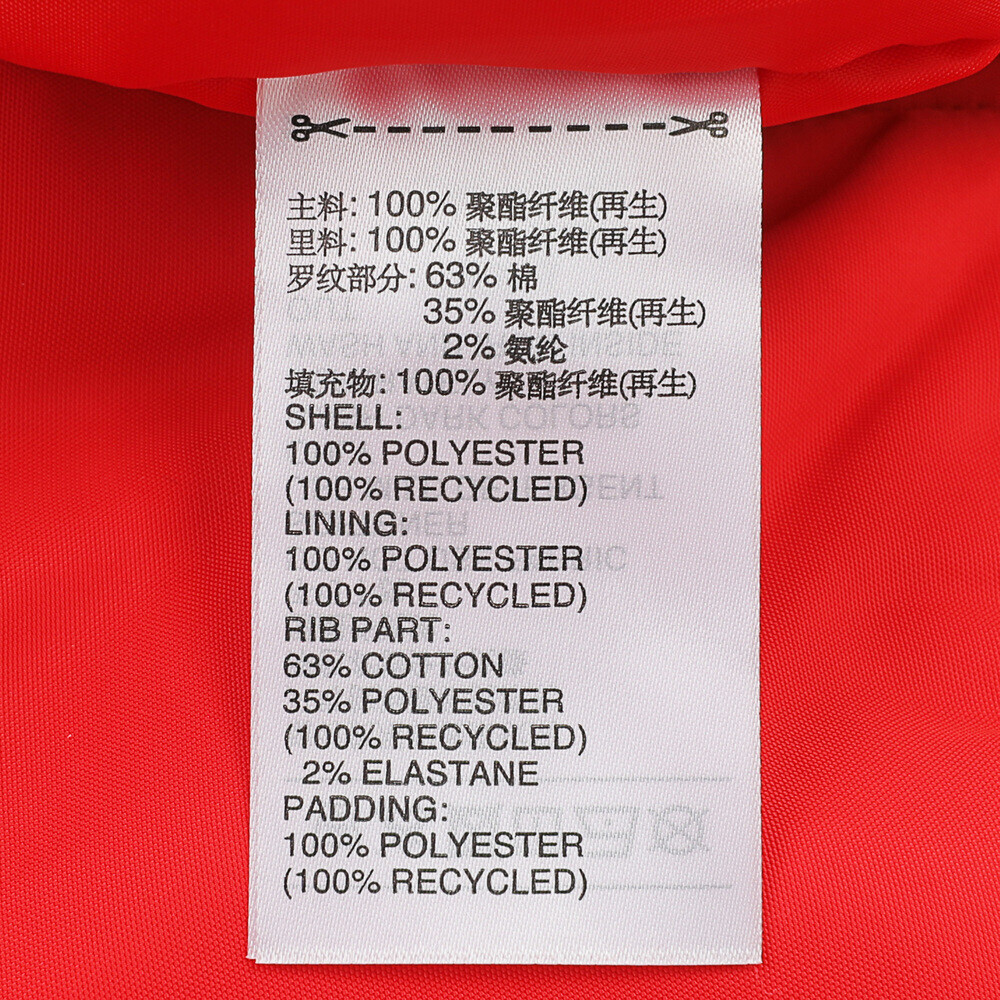 主料: 100% 聚酯纤维(再生)
里料: 100% 聚酯纤维(再生)
罗纹部分: 63% 棉
35% 聚酯纤维(再生)
2% 氨纶
填充物: 100% 聚酯纤维(再生)
SHELL:
100% POLYESTER
(100% RECYCLED)
LINING:
100% POLYESTER
(100% RECYCLED)
RIB PART:
63% COTTON
35% POLYESTER
(100% RECYCLED)
2% ELASTANE
PADDING:
100% POLYESTER
(100% RECYCLED)